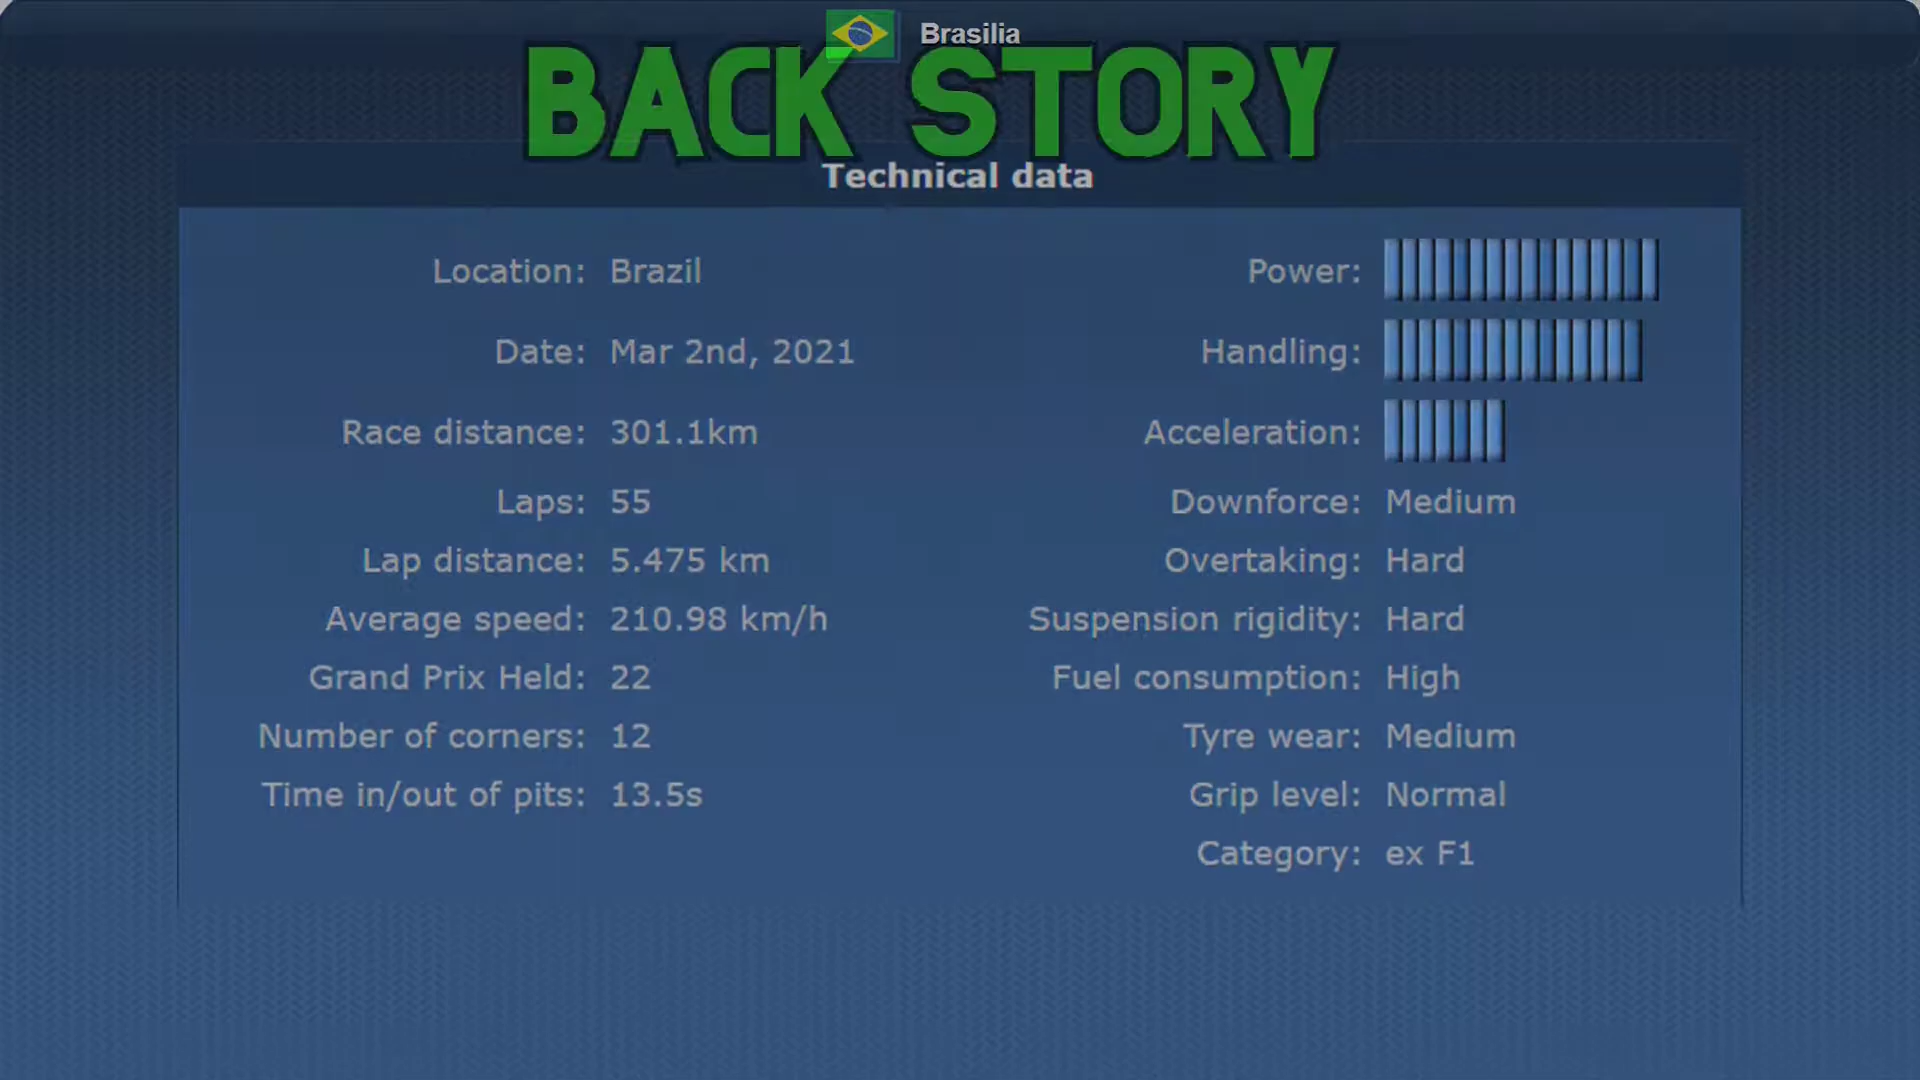 Brasilia
BACK STORY
Technical data
Location: Brazil
Power:
Date: Mar 2nd, 2021
Handling:
Race distance: 301.1km
Acceleration:
Laps: 55
Downforce: Medium
Lap distance: 5.475 km
Overtaking: Hard
Average speed: 210.98 km/h
Suspension rigidity: Hard
Grand Prix Held: 22
Fuel consumption: High
Number of corners: 12
Tyre wear: Medium
Time in/out of pits: 13.5s
Grip level: Normal
Category: ex F1